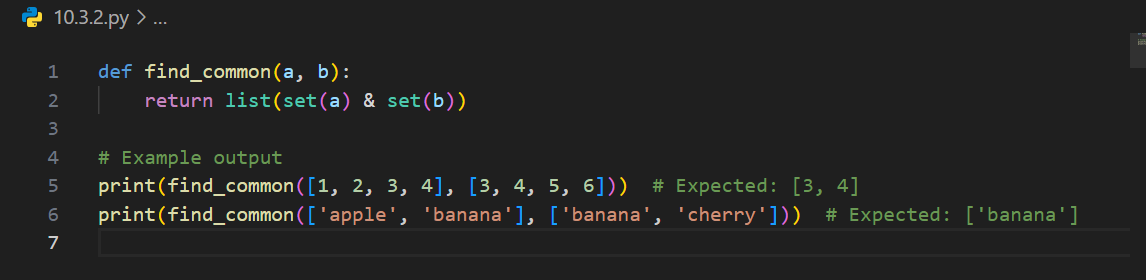 10.3.2.py > ...
1 def find_common(a, b):
2     return list(set(a) & set(b))
3
4 # Example output
5 print(find_common([1, 2, 3, 4], [3, 4, 5, 6]))  # Expected: [3, 4]
6 print(find_common(['apple', 'banana'], ['banana', 'cherry']))  # Expected: ['banana']
7